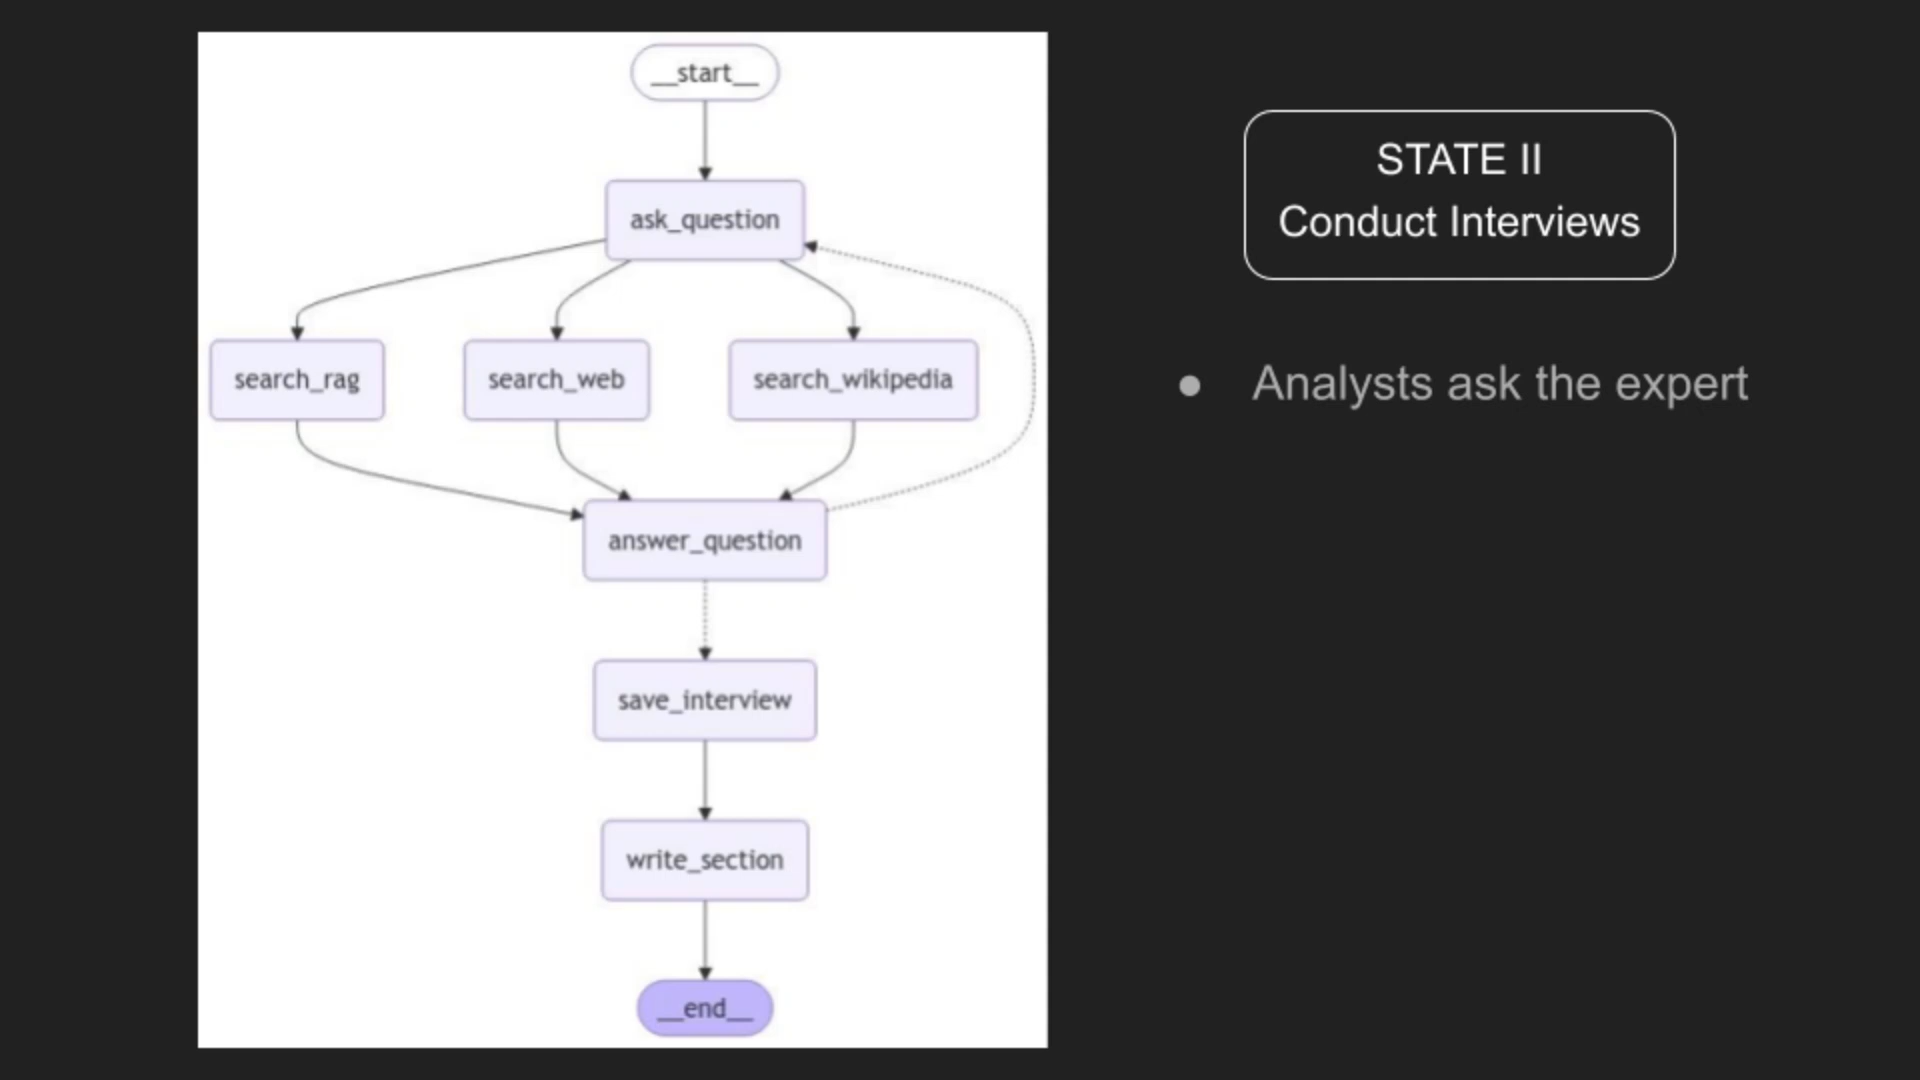 __start__
ask_question
search_rag
search_web
search_wikipedia
answer_question
save_interview
write_section
__end__
STATE II
Conduct Interviews
● Analysts ask the expert